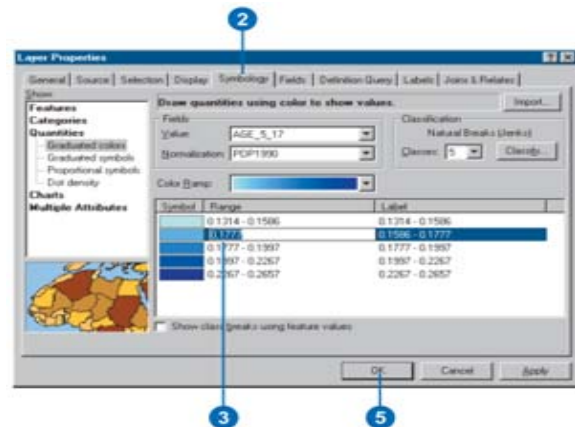 2
Layer Properties
General Source Selection Display Symbology Fields Definition Query Labels Joins & Relates
Show:
Features
Categories
Quantities
Graduated colors
Graduated symbols
Proportional symbols
Dot density
Charts
Multiple Attributes
Draw quantities using color to show values.
Import...
Fields
Value: AGE_5_17
Normalization: POP1990
Classification
Natural Breaks (Jenks)
Classes: 5 Classify...
Color Ramp:
Symbol Range Label
0.1314 - 0.1586 0.1314 - 0.1586
0.1777 0.1586 - 0.1777
0.1777 - 0.1997 0.1777 - 0.1997
0.1997 - 0.2267 0.1997 - 0.2267
0.2267 - 0.2657 0.2267 - 0.2657
Show class breaks using feature values
OK Cancel Apply
3 5